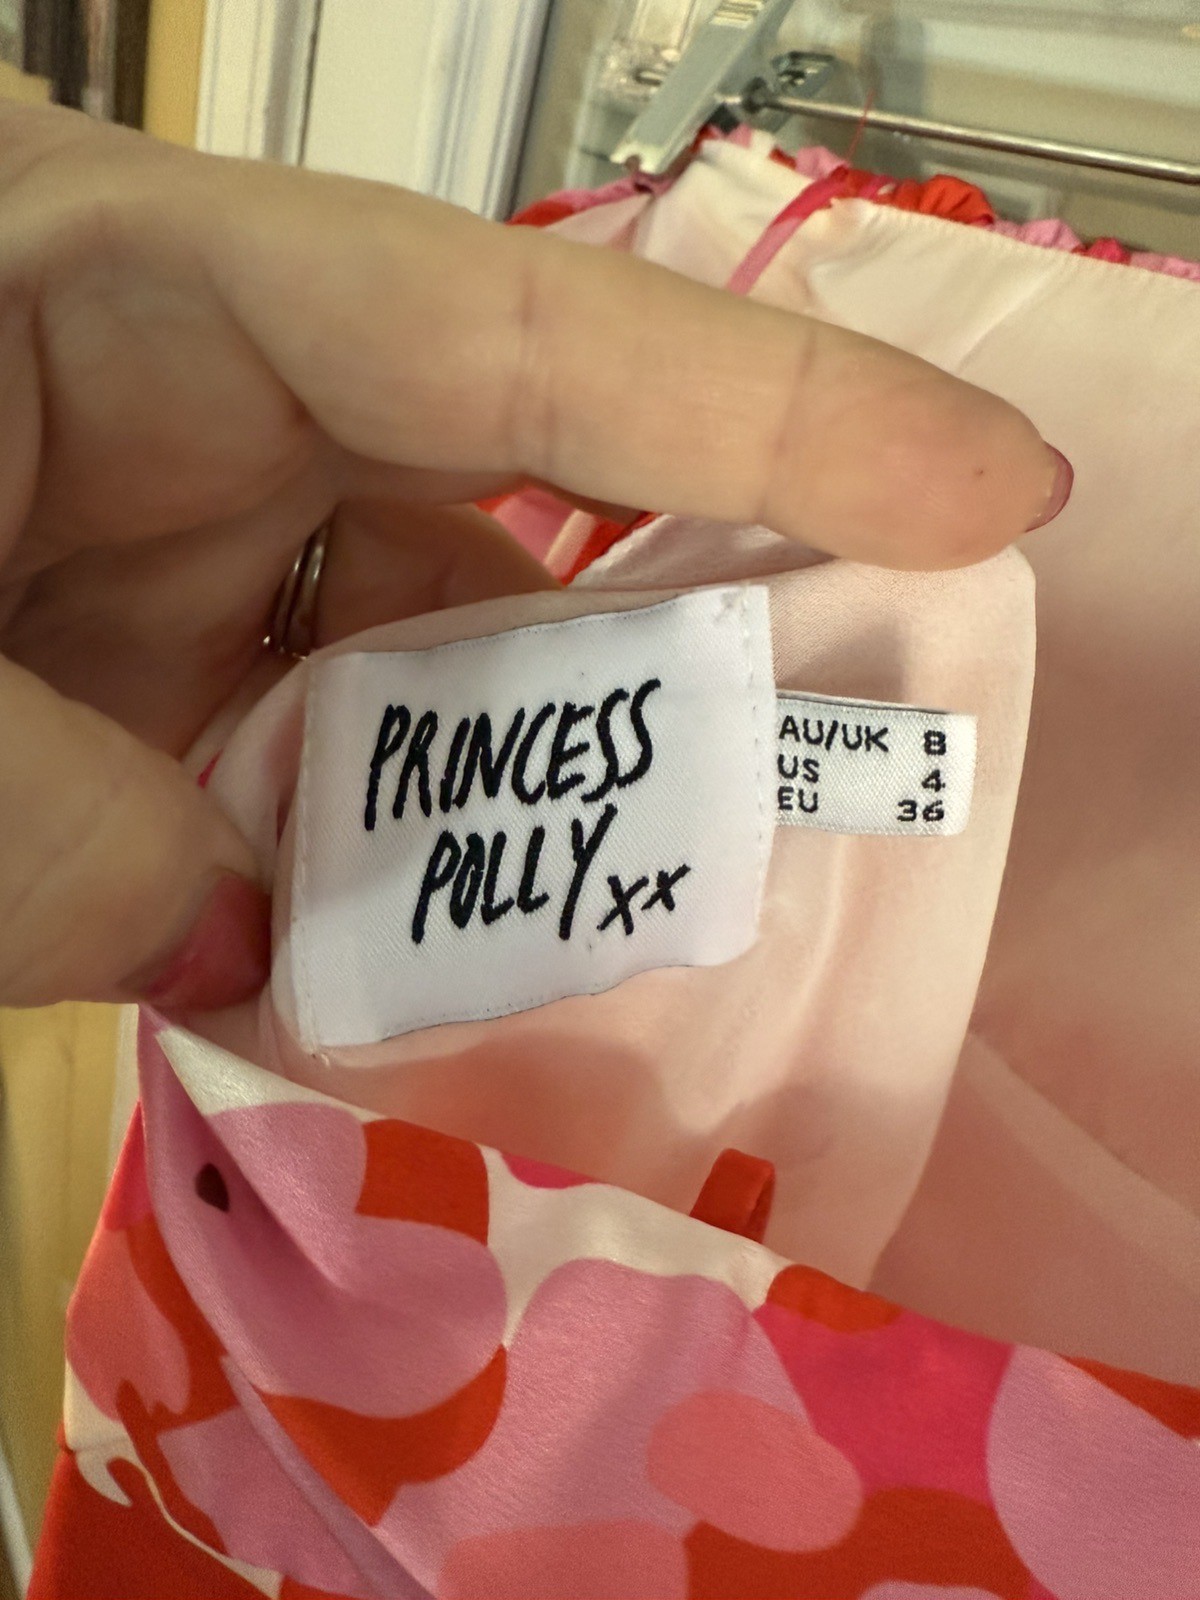 PRINCESS
POLLY xx
AU/UK 8
US 4
EU 36